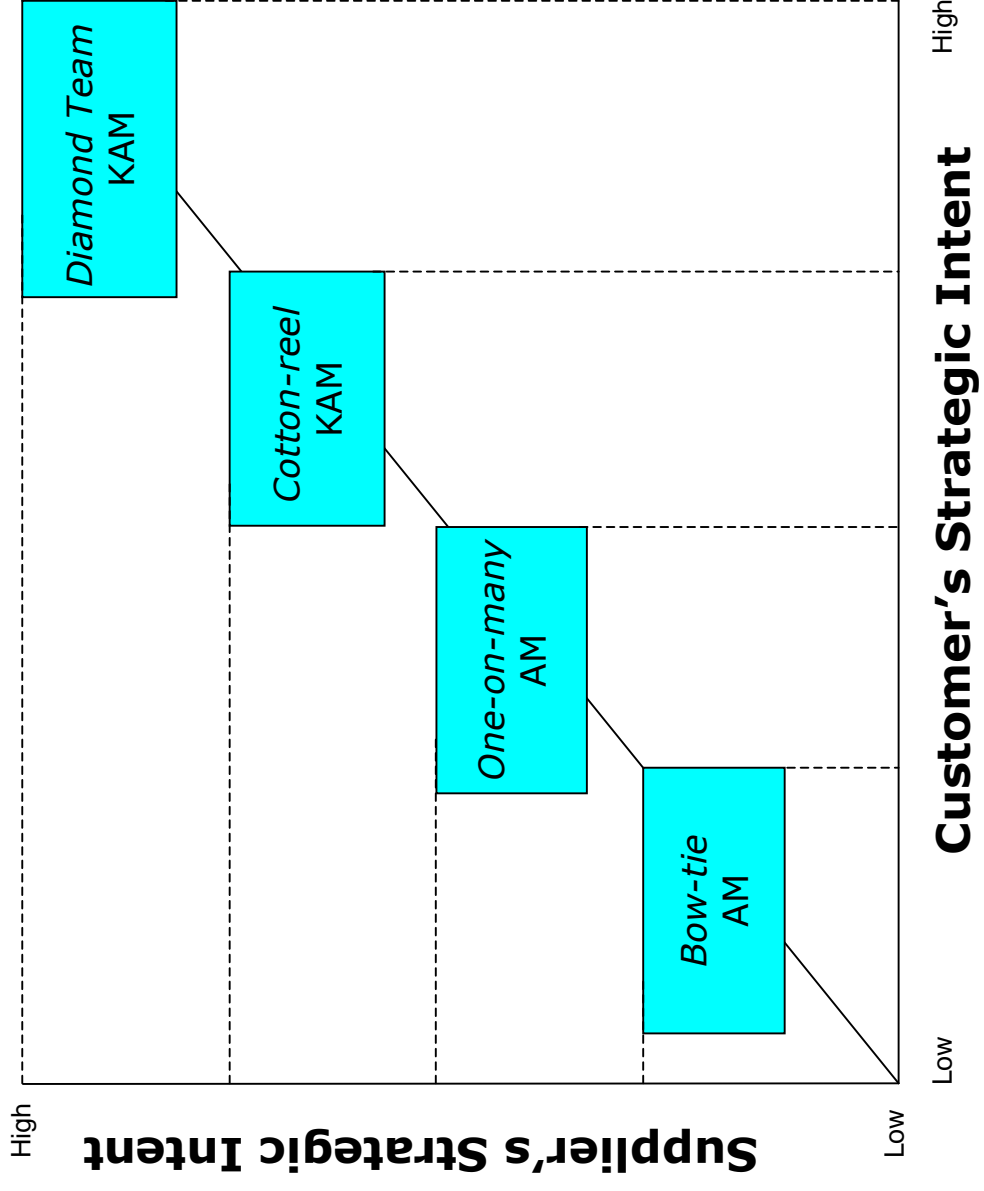 High
Supplier’s Strategic Intent
Low
Diamond Team
KAM
Cotton-reel
KAM
One-on-many
AM
Bow-tie
AM
Low
High
Customer’s Strategic Intent